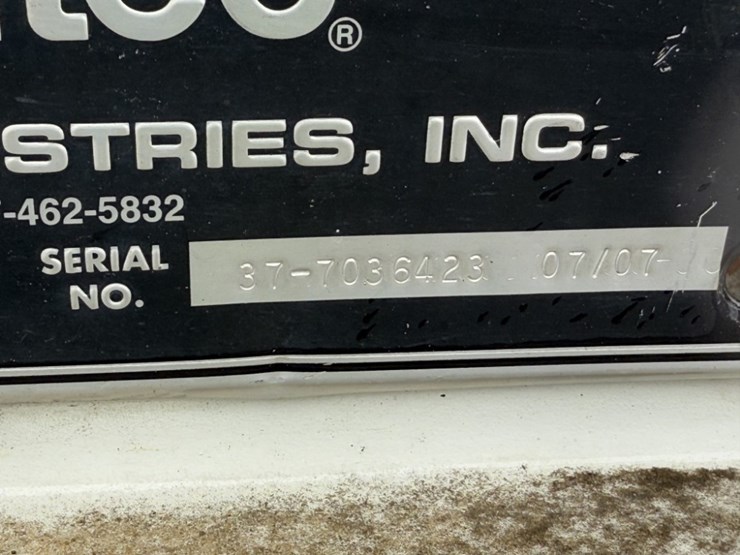 ®
STRIES, INC.
-462-5832
SERIAL NO. 37-7036423 07/07-